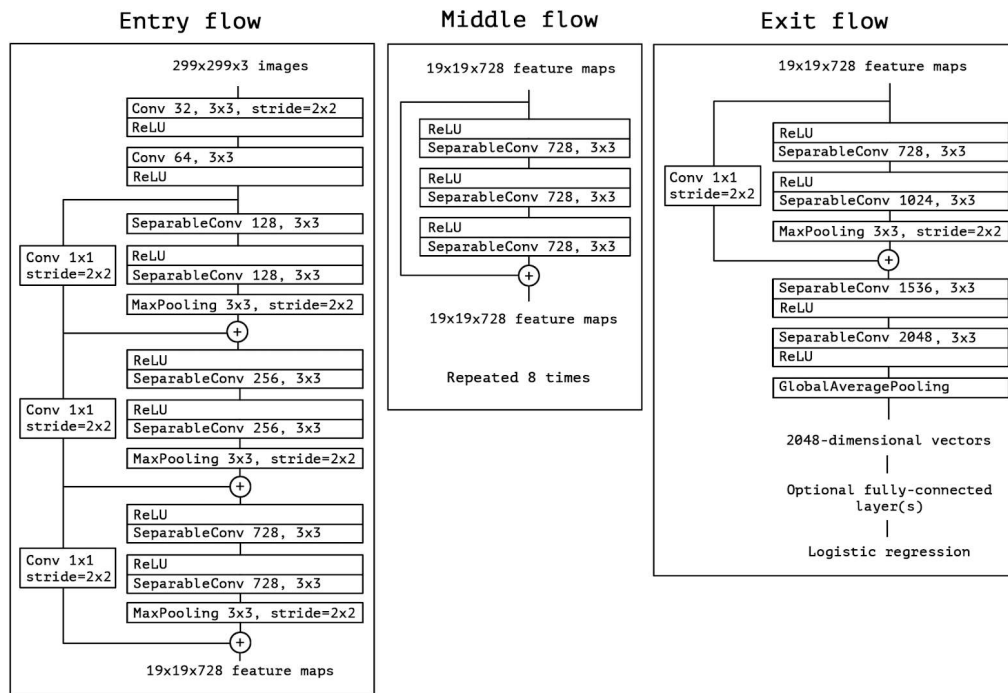 Entry flow
299x299x3 images
Conv 32, 3x3, stride=2x2
ReLU
Conv 64, 3x3
ReLU
SeparableConv 128, 3x3
Conv 1x1
stride=2x2
ReLU
SeparableConv 128, 3x3
MaxPooling 3x3, stride=2x2
+
ReLU
SeparableConv 256, 3x3
Conv 1x1
stride=2x2
ReLU
SeparableConv 256, 3x3
MaxPooling 3x3, stride=2x2
+
ReLU
SeparableConv 728, 3x3
Conv 1x1
stride=2x2
ReLU
SeparableConv 728, 3x3
MaxPooling 3x3, stride=2x2
+
19x19x728 feature maps
Middle flow
19x19x728 feature maps
ReLU
SeparableConv 728, 3x3
ReLU
SeparableConv 728, 3x3
ReLU
SeparableConv 728, 3x3
+
19x19x728 feature maps
Repeated 8 times
Exit flow
19x19x728 feature maps
ReLU
SeparableConv 728, 3x3
Conv 1x1
stride=2x2
ReLU
SeparableConv 1024, 3x3
MaxPooling 3x3, stride=2x2
+
SeparableConv 1536, 3x3
ReLU
SeparableConv 2048, 3x3
ReLU
GlobalAveragePooling
2048-dimensional vectors
Optional fully-connected
layer(s)
Logistic regression